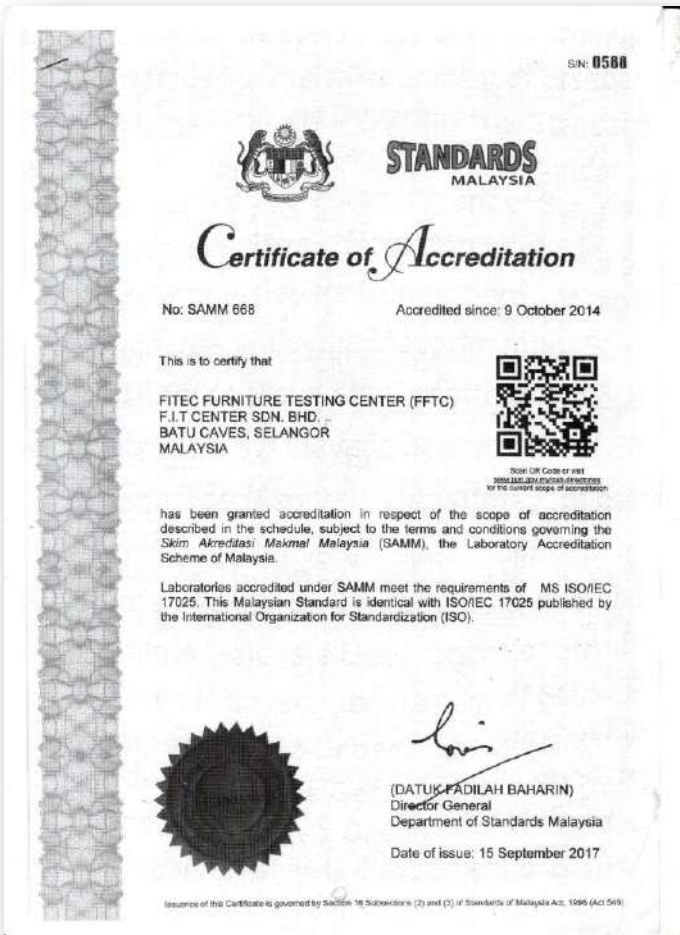 S/N: 0588
STANDARDS
MALAYSIA
Certificate of Accreditation
No: SAMM 668
Accredited since: 9 October 2014
This is to certify that
FITEC FURNITURE TESTING CENTER (FFTC)
F.I.T CENTER SDN. BHD.
BATU CAVES, SELANGOR
MALAYSIA
Scan QR Code or visit
for the current scope of accreditation
has been granted accreditation in respect of the scope of accreditation
described in the schedule, subject to the terms and conditions governing the
Skim Akreditasi Makmal Malaysia (SAMM), the Laboratory Accreditation
Scheme of Malaysia.
Laboratories accredited under SAMM meet the requirements of MS ISO/IEC
17025. This Malaysian Standard is identical with ISO/IEC 17025 published by
the International Organization for Standardization (ISO).
(DATUK FADILAH BAHARIN)
Director General
Department of Standards Malaysia
Date of issue: 15 September 2017
Issuance of this Certificate is governed by Section 16 Subsections (2) and (3) of Standards of Malaysia Act, 1996 (Act 549)